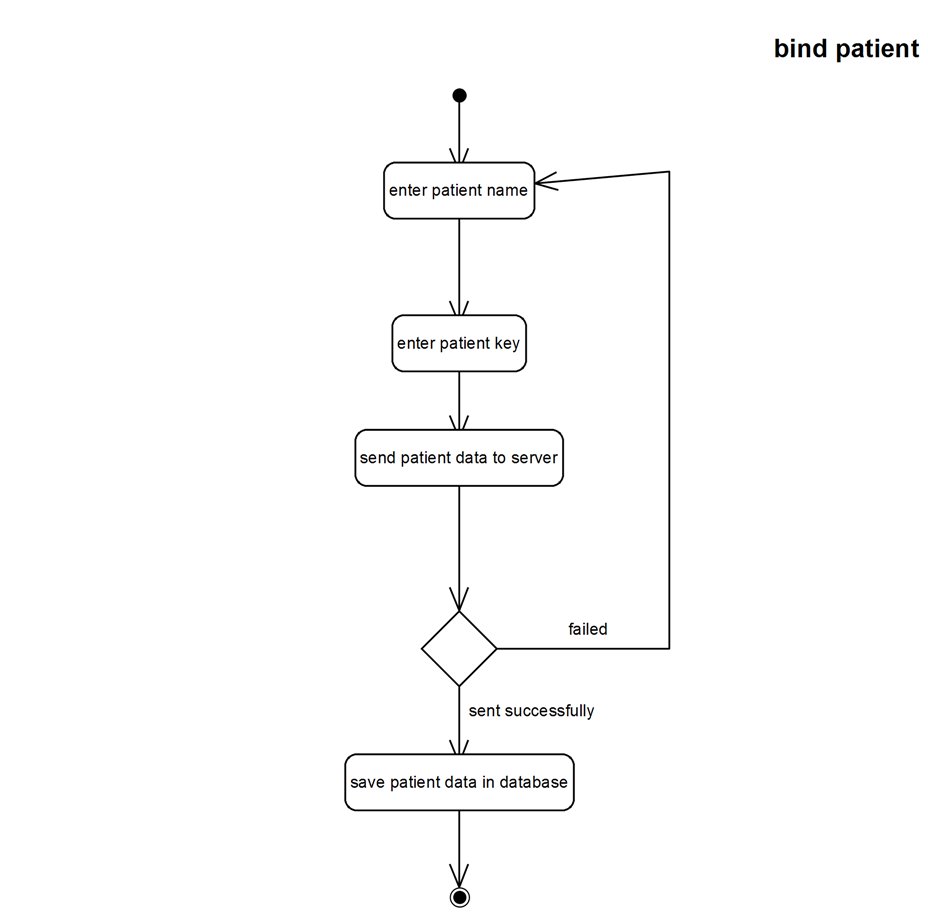 bind patient
enter patient name
enter patient key
send patient data to server
failed
sent successfully
save patient data in database